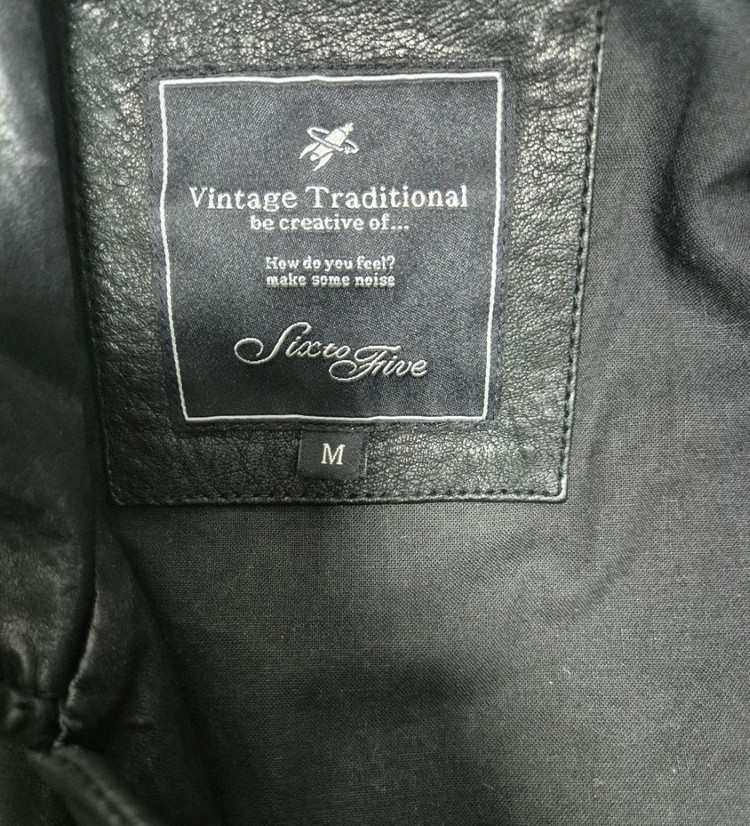 Vintage Traditional
be creative of...
How do you feel?
make some noise
Six to Five
M